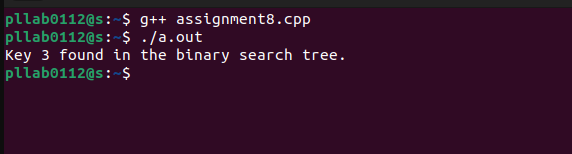 pllab0112@s:~$ g++ assignment8.cpp
pllab0112@s:~$ ./a.out
Key 3 found in the binary search tree.
pllab0112@s:~$